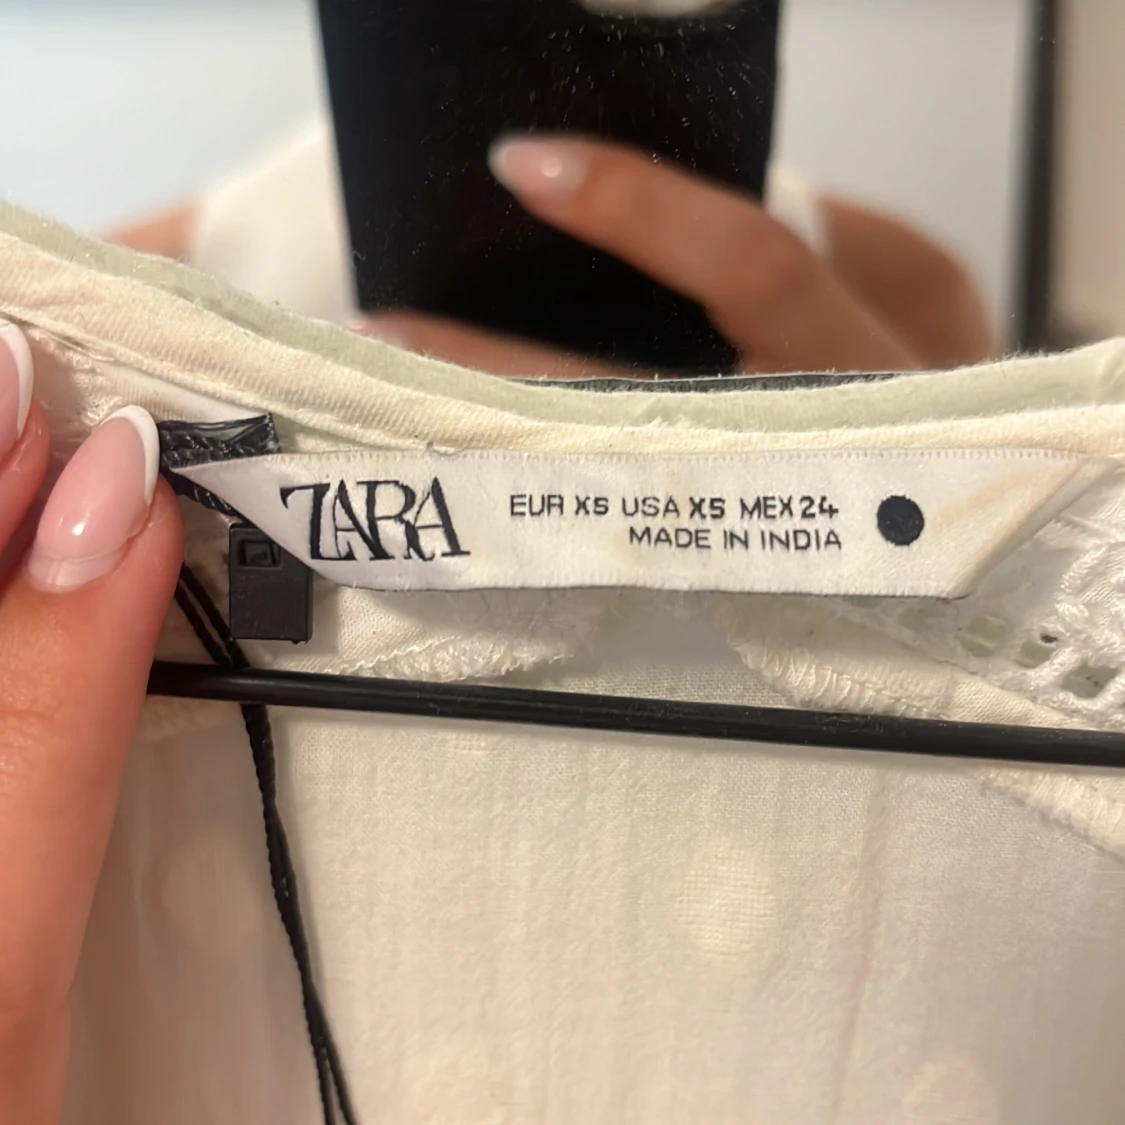 ZARA
EUR XS USA XS MEX 24
MADE IN INDIA